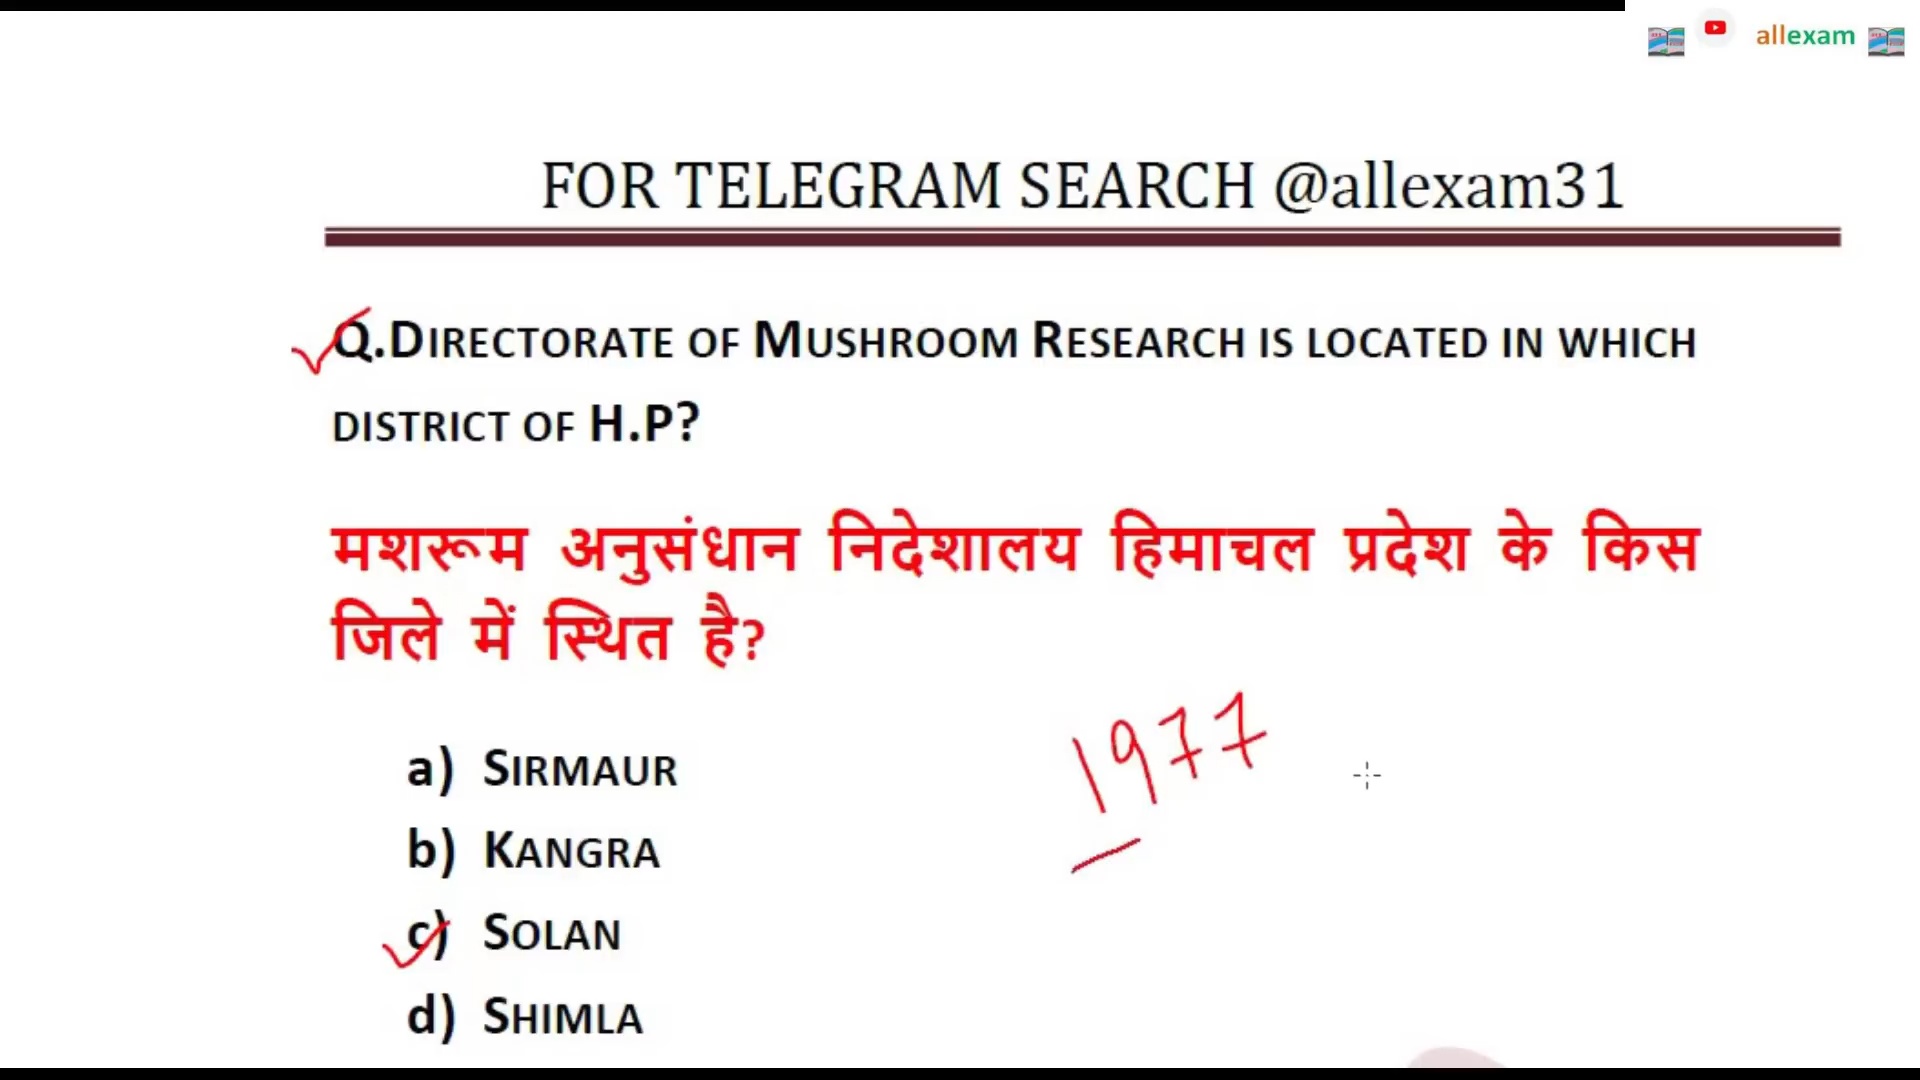 allexam
FOR TELEGRAM SEARCH @allexam31
Q.DIRECTORATE OF MUSHROOM RESEARCH IS LOCATED IN WHICH
DISTRICT OF H.P?
मशरूम अनुसंधान निदेशालय हिमाचल प्रदेश के किस
जिले में स्थित है?
1977
a) SIRMAUR
b) KANGRA
c) SOLAN
d) SHIMLA